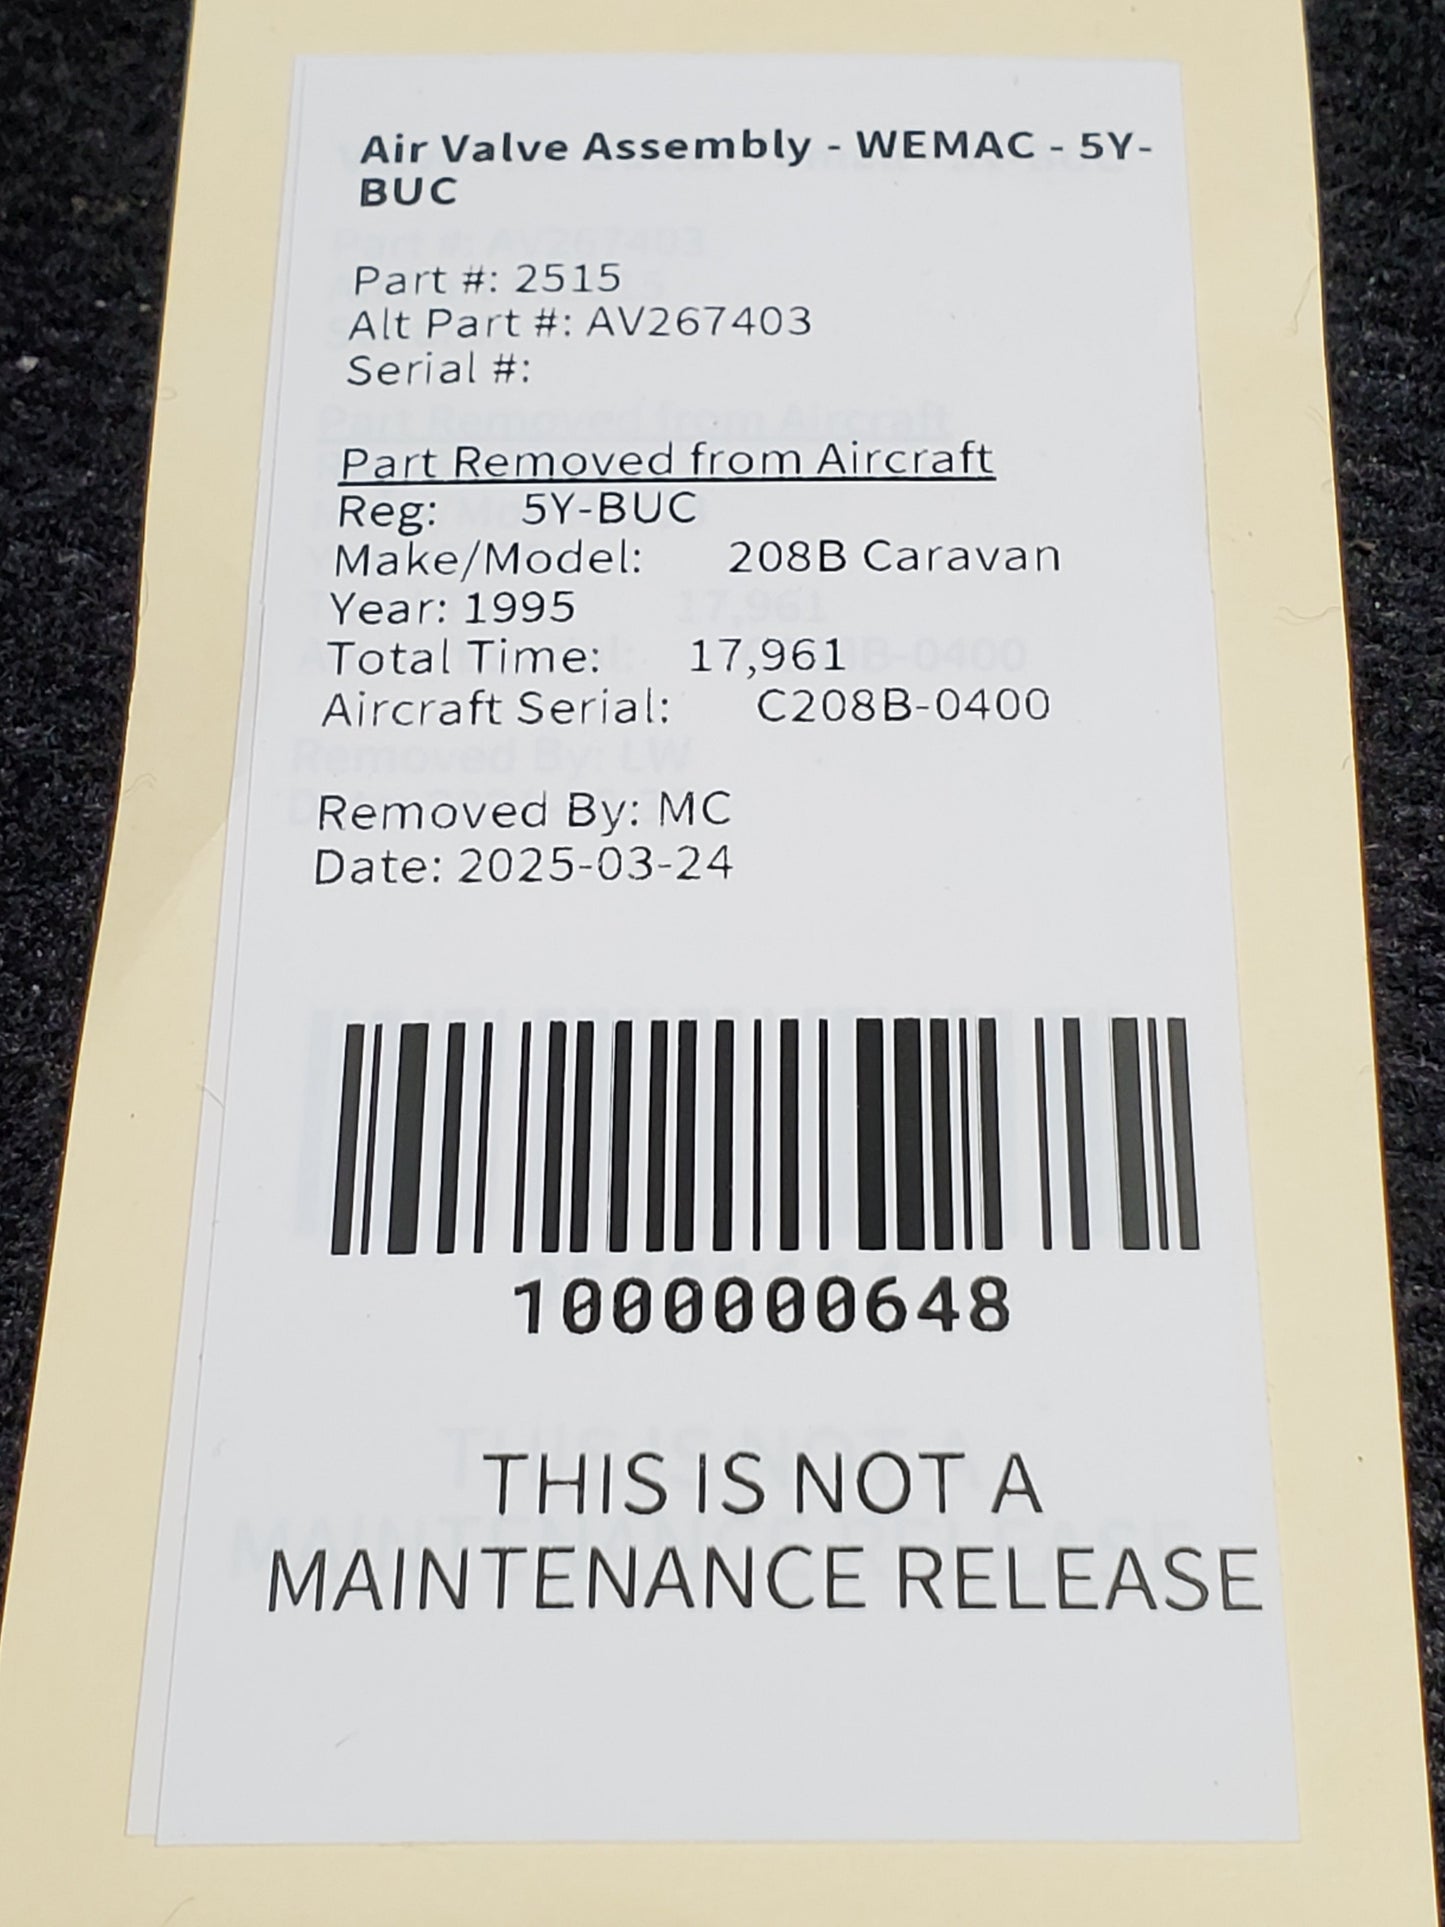 Air Valve Assembly - WEMAC - 5Y-
BUC
Part #: 2515
Alt Part #: AV267403
Serial #:
Part Removed from Aircraft
Reg: 5Y-BUC
Make/Model: 208B Caravan
Year: 1995
Total Time: 17,961
Aircraft Serial: C208B-0400
Removed By: MC
Date: 2025-03-24
1000000648
THIS IS NOT A
MAINTENANCE RELEASE